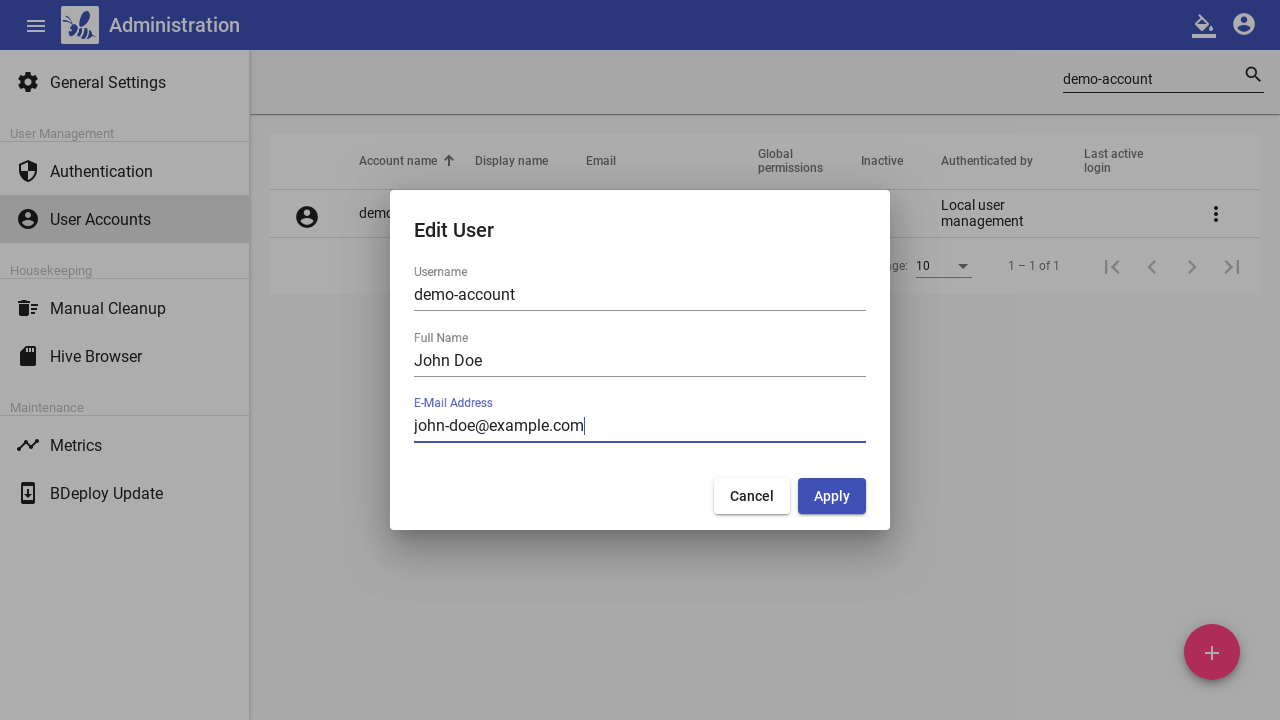 Administration
General Settings
demo-account
User Management
Authentication
User Accounts
Housekeeping
Manual Cleanup
Hive Browser
Maintenance
Metrics
BDeploy Update
Account name
Display name
Email
Global
permissions
Inactive
Authenticated by
Last active
login
Local user
management
10
1 – 1 of 1
Edit User
Username
demo-account
Full Name
John Doe
E-Mail Address
john-doe@example.com
Cancel
Apply